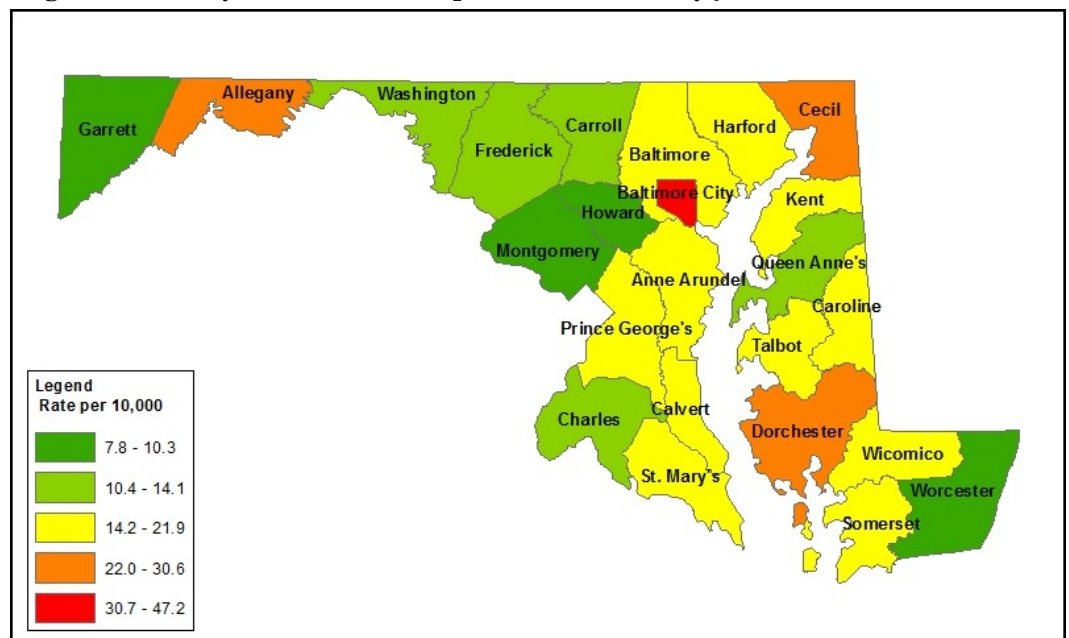 Allegany
Washington
Garrett
Frederick
Carroll
Baltimore
Harford
Cecil
Baltimore City
Howard
Kent
Montgomery
Anne Arundel
Queen Anne's
Caroline
Prince George's
Talbot
Charles
Calvert
Dorchester
St. Mary"s
Wicomico
Worcester
Somerset
Legend
Rate per 10,000
7.8 - 10.3
10.4 - 14.1
14.2 - 21.9
22.0 - 30.6
30.7 - 47.2